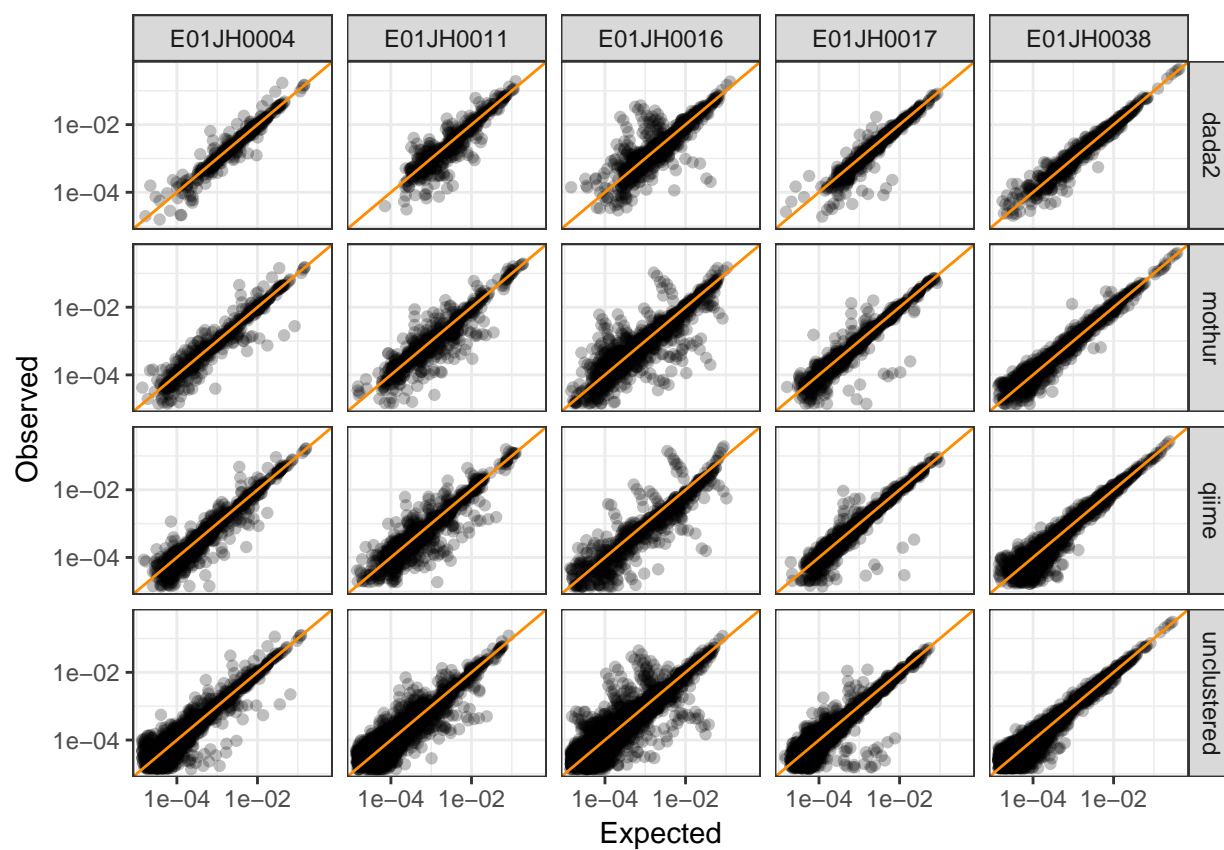 E01JH0004 E01JH0011 E01JH0016 E01JH0017 E01JH0038
1e−02
1e−04
dada2
1e−02
1e−04
mothur
Observed
1e−02
1e−04
qiime
1e−02
1e−04
unclustered
1e−04 1e−02 1e−04 1e−02 1e−04 1e−02 1e−04 1e−02 1e−04 1e−02
Expected